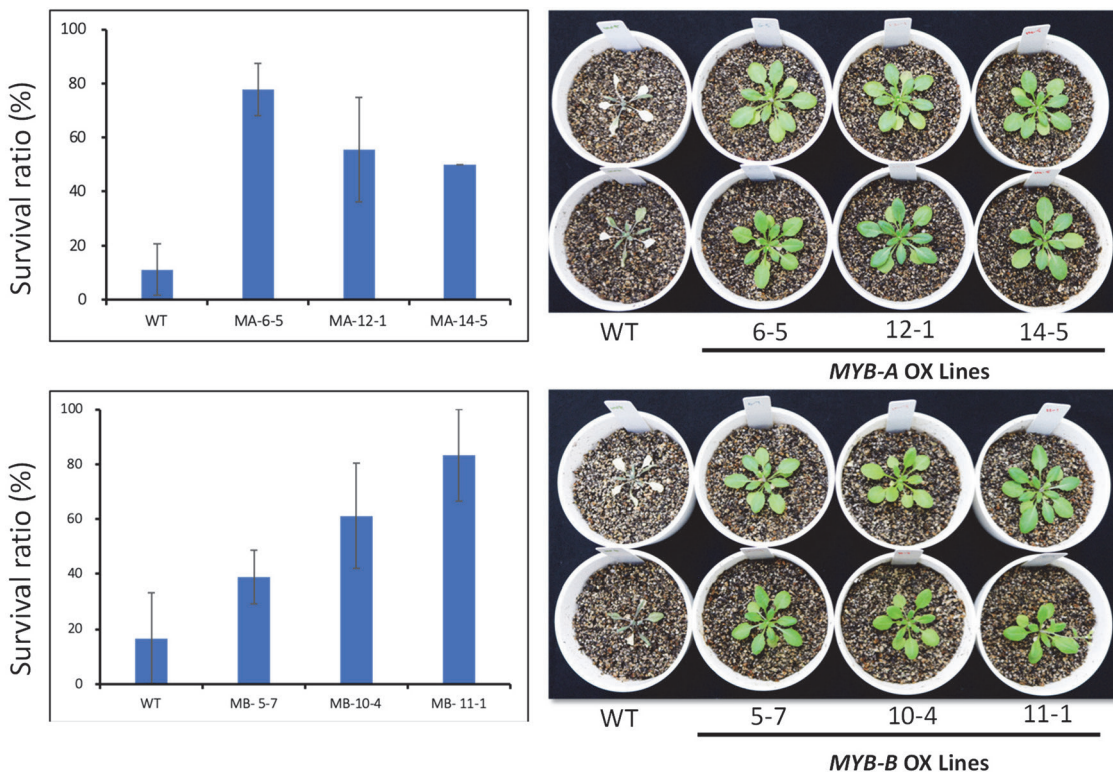 Survival ratio (%)
100
80
60
40
20
0
WT MA-6-5 MA-12-1 MA-14-5
WT 6-5 12-1 14-5
MYB-A OX Lines
Survival ratio (%)
100
80
60
40
20
0
WT MB- 5-7 MB-10-4 MB- 11-1
WT 5-7 10-4 11-1
MYB-B OX Lines